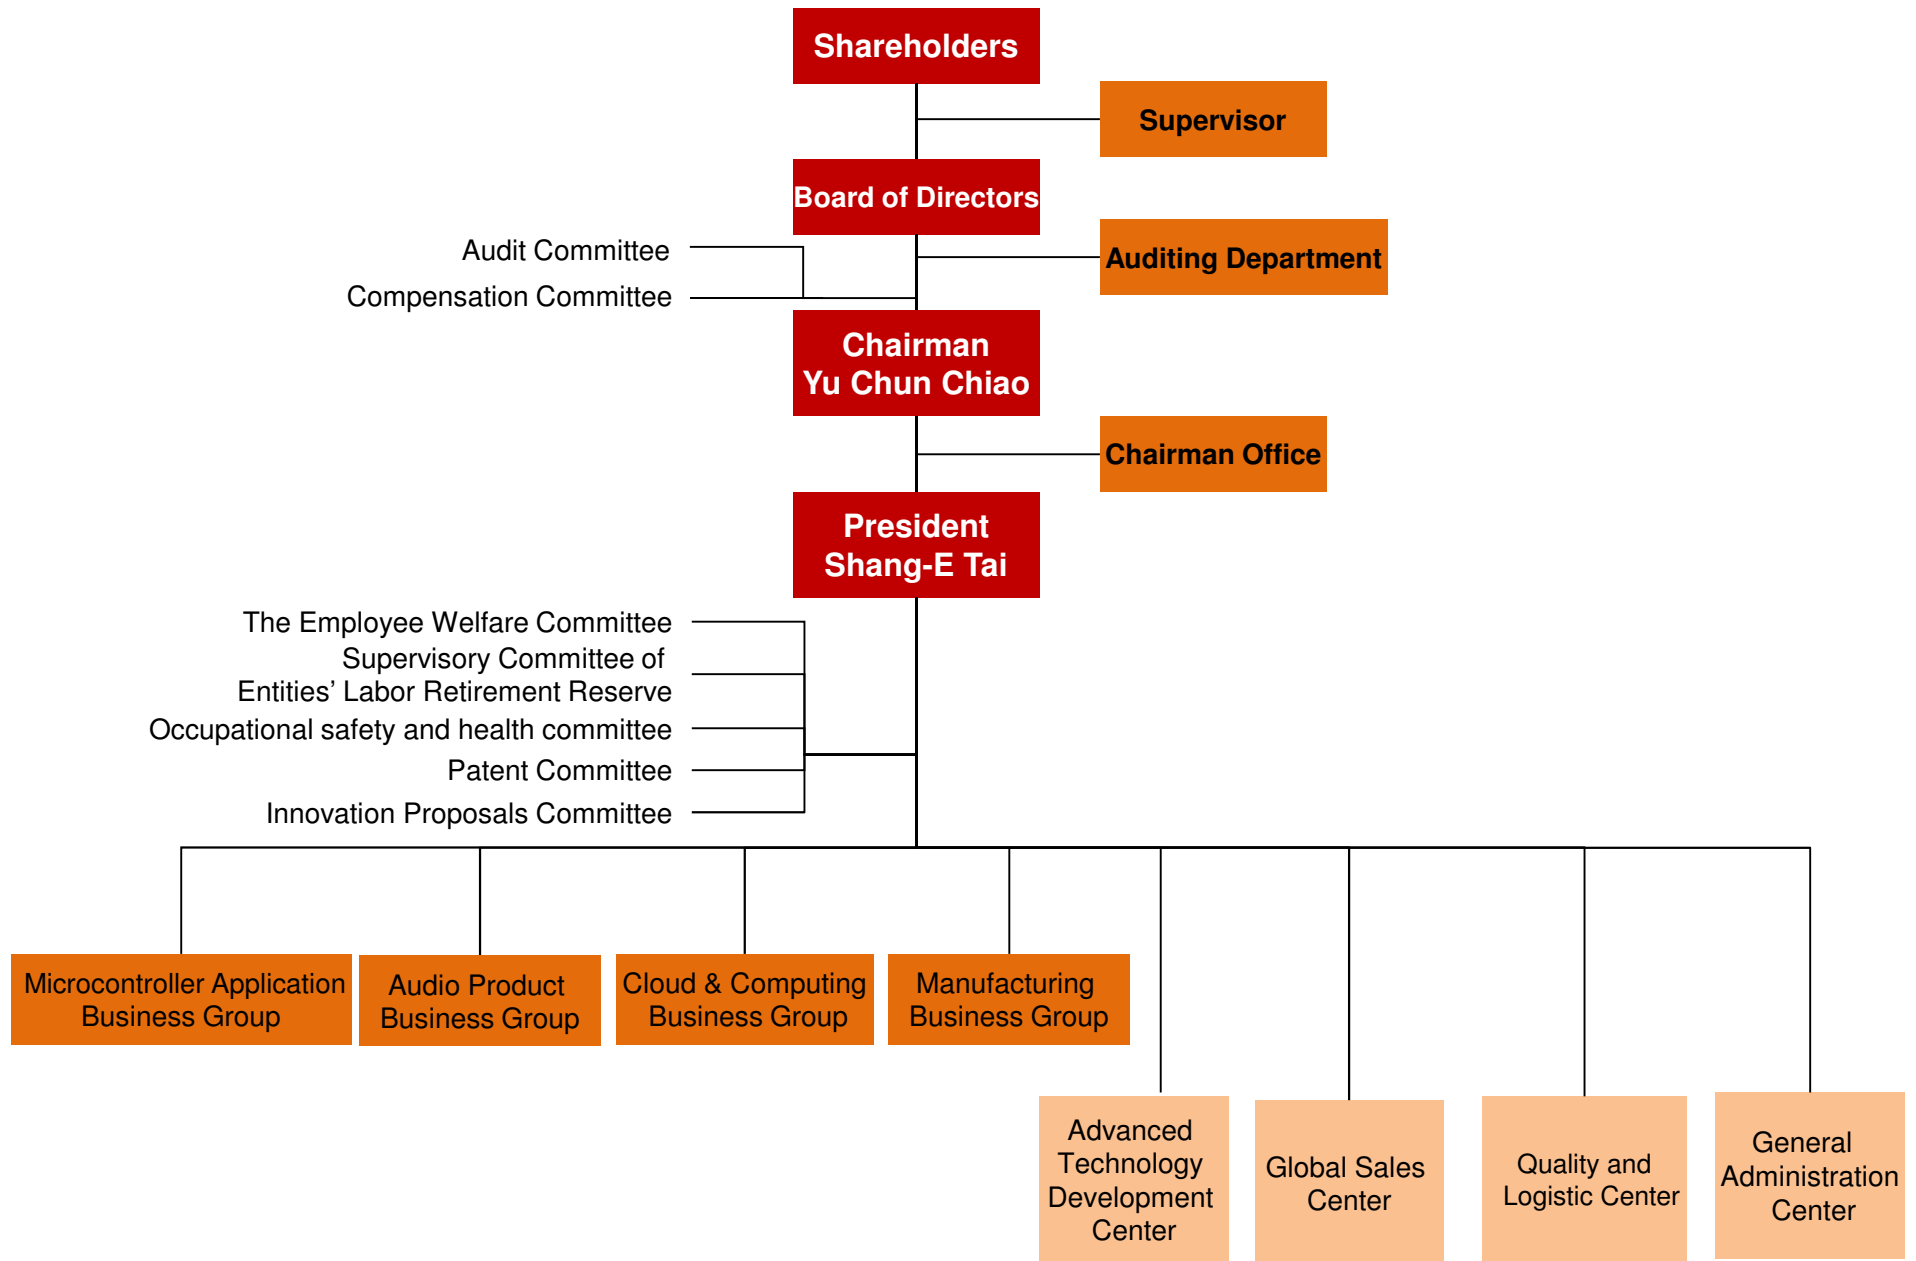 Shareholders
Supervisor
Board of Directors
Audit Committee
Auditing Department
Compensation Committee
Chairman
Yu Chun Chiao
Chairman Office
President
Shang-E Tai
The Employee Welfare Committee
Supervisory Committee of
Entities’ Labor Retirement Reserve
Occupational safety and health committee
Patent Committee
Innovation Proposals Committee
Microcontroller Application
Business Group
Audio Product
Business Group
Cloud & Computing
Business Group
Manufacturing
Business Group
Advanced
Technology
Development
Center
Global Sales
Center
Quality and
Logistic Center
General
Administration
Center